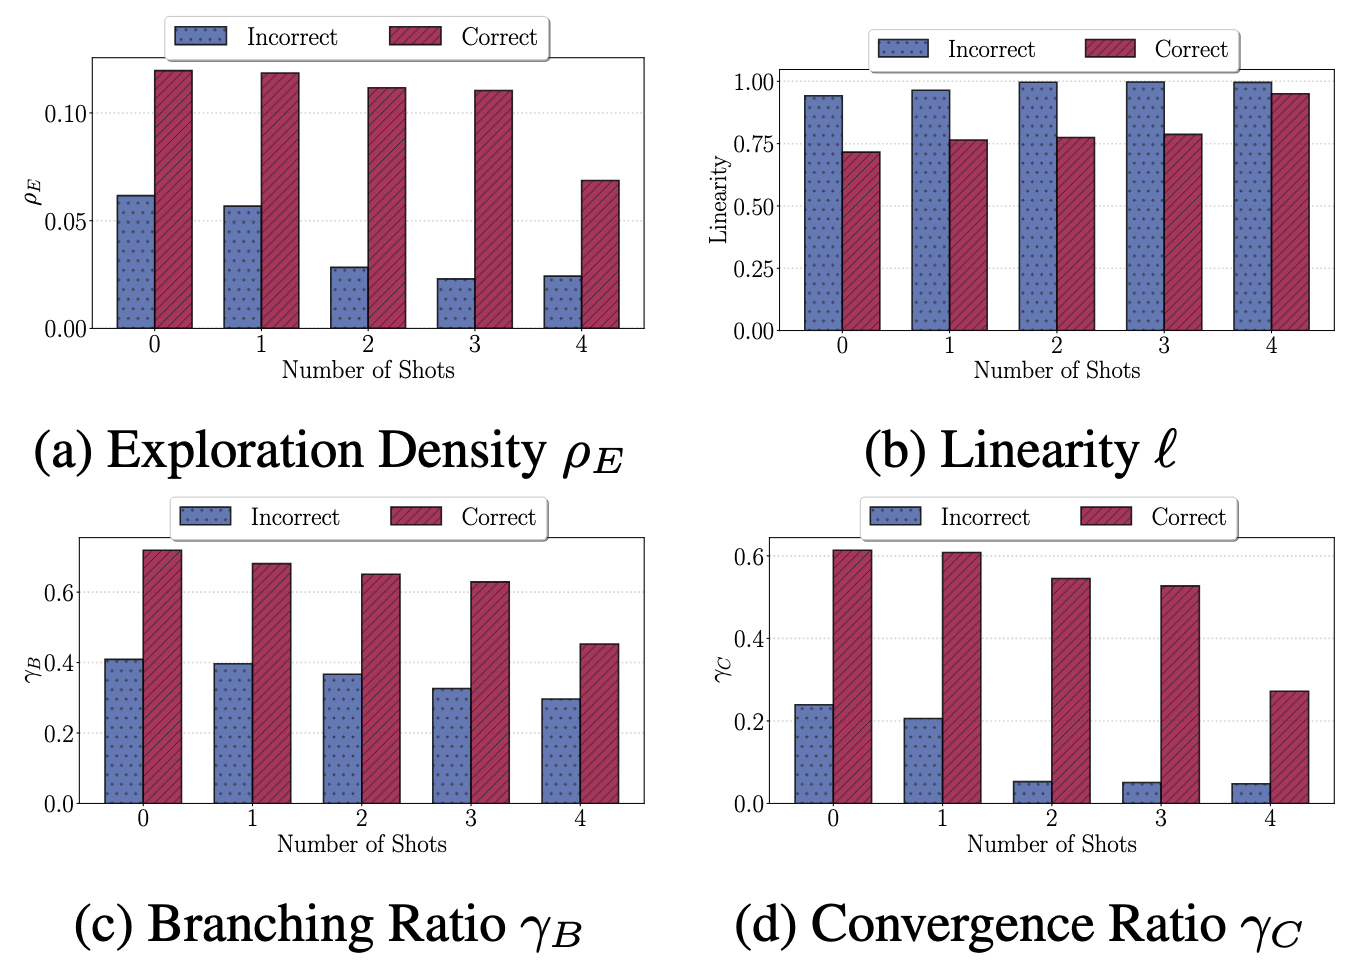 Incorrect Correct
0.10
0.05
0.00
ρE
0 1 2 3 4
Number of Shots
(a) Exploration Density ρE
Incorrect Correct
1.00
0.75
0.50
0.25
0.00
Linearity
0 1 2 3 4
Number of Shots
(b) Linearity ℓ
Incorrect Correct
0.6
0.4
0.2
0.0
γB
0 1 2 3 4
Number of Shots
(c) Branching Ratio γB
Incorrect Correct
0.6
0.4
0.2
0.0
γC
0 1 2 3 4
Number of Shots
(d) Convergence Ratio γC